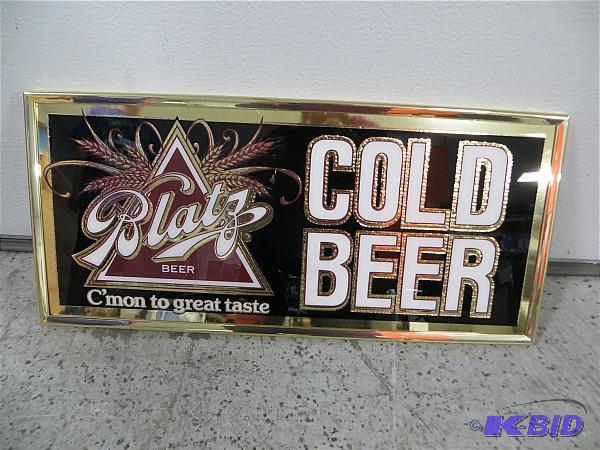 Blatz
BEER
C'mon to great taste
COLD
BEER
© K-BID